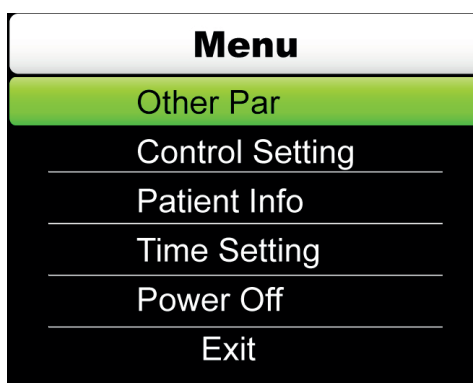 Menu
Other Par
Control Setting
Patient Info
Time Setting
Power Off
Exit